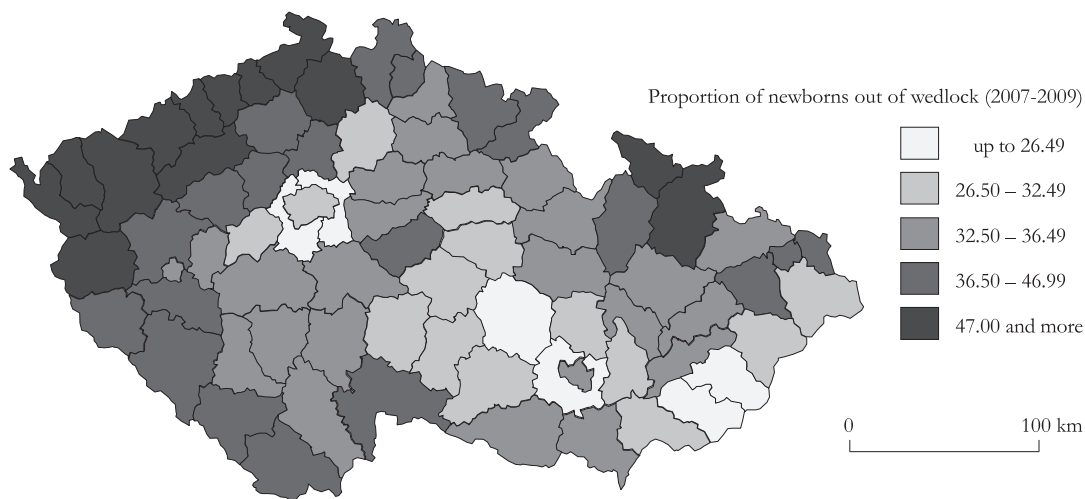 Proportion of newborns out of wedlock (2007-2009)
up to 26.49
26.50 – 32.49
32.50 – 36.49
36.50 – 46.99
47.00 and more
0 100 km